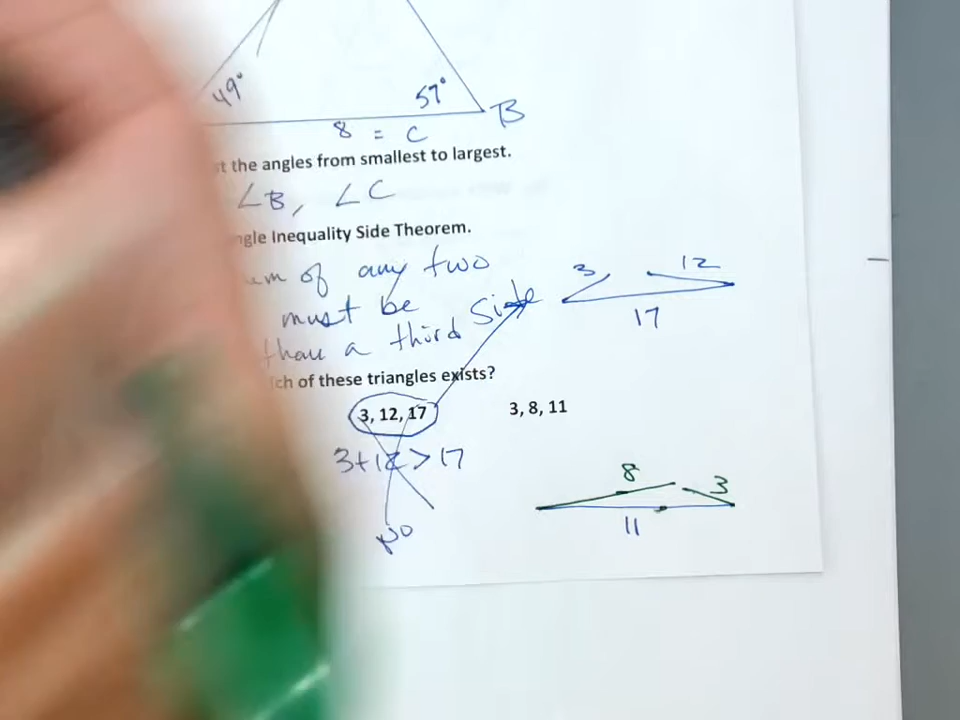 49° 57° B
8 = C
the angles from smallest to largest.
∠B, ∠C
Inequality Side Theorem.
of any two
must be
than a third side
3 12
17
of these triangles exists?
3, 12, 17 3, 8, 11
3+12>17
8 3
11
NO